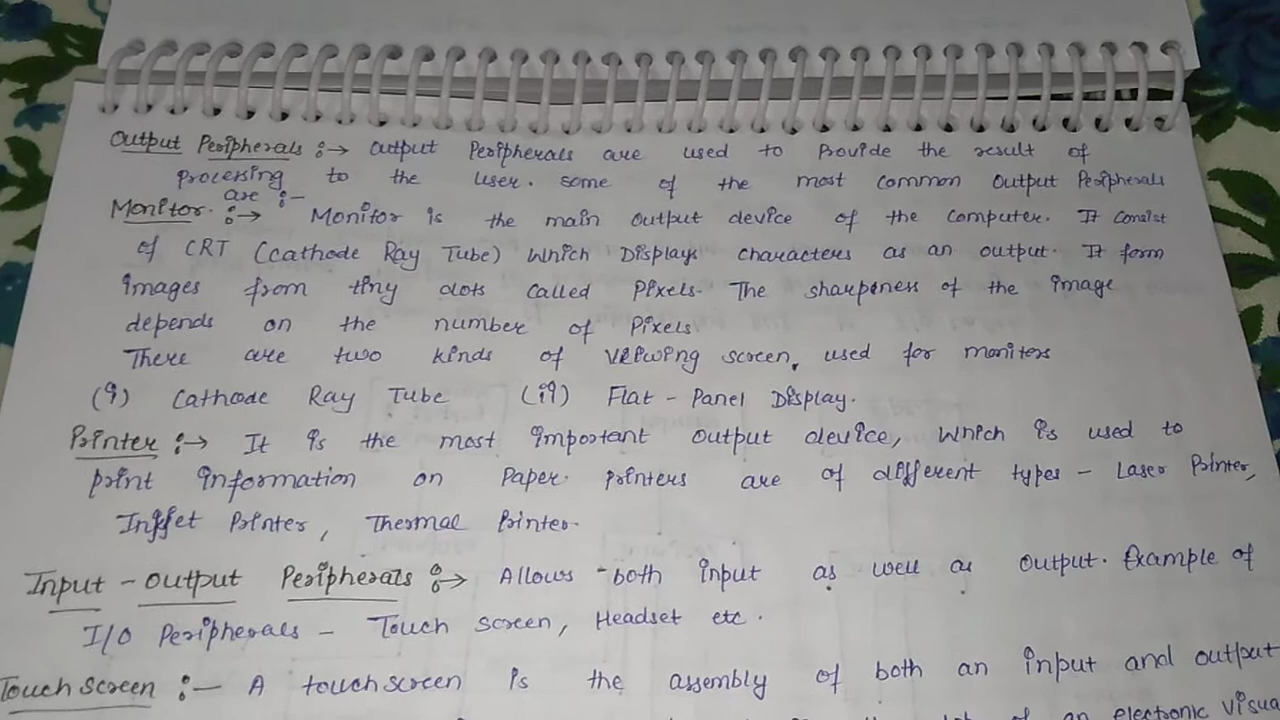 Output Peripherals :→ Output Peripherals are used to Provide the result of
Processing to the User. Some of the most common Output Peripherals
are :-
Monitor. :→ Monitor is the main output device of the computer. It Consist
of CRT (Cathode Ray Tube) Which Displays characters as an output. It form
images from tiny dots called Pixels. The sharpness of the image
depends on the number of Pixels
There are two kinds of Viewing screen, used for monitors
(i) Cathode Ray Tube (ii) Flat - Panel Display.
Printer :→ It is the most important output device, Which is used to
print information on Paper. Printers are of different types - Laser Printer,
Inkjet Printer, Thermal Printer.
Input - Output Peripherals :→ Allows both input as well as output. Example of
I/O Peripherals - Touch Screen, Headset etc.
Touch Screen :- A touch screen is the assembly of both an input and output
of an electronic visua